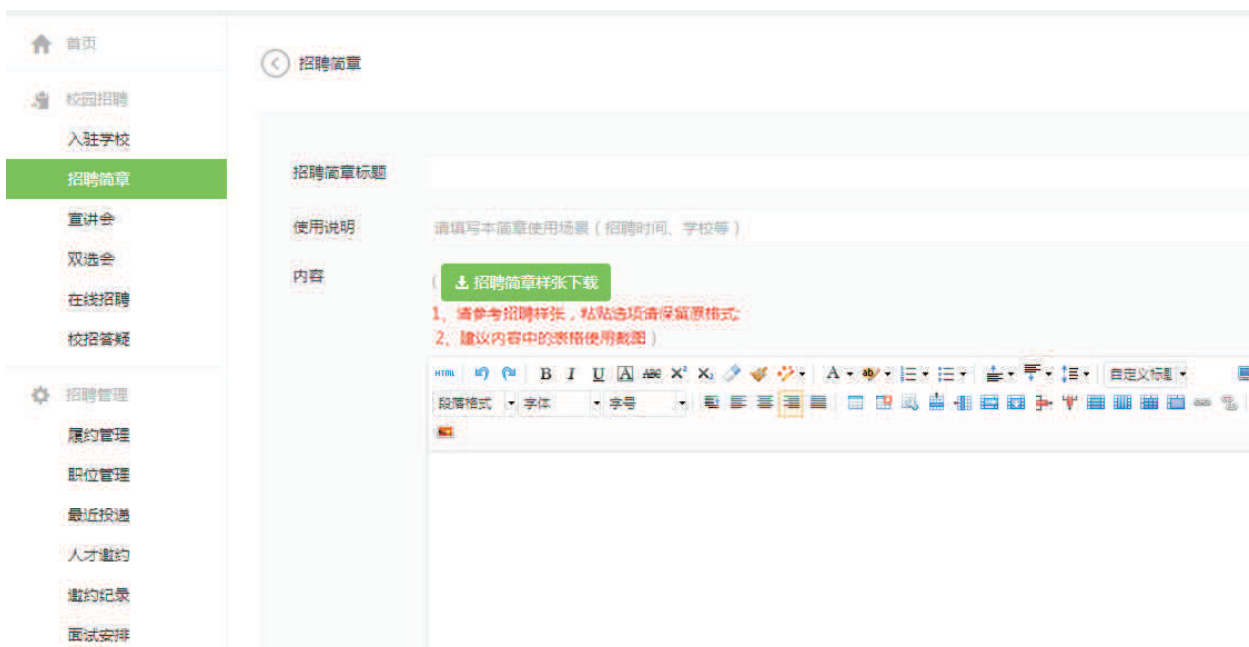 首页
校园招聘
入驻学校
招聘简章
宣讲会
双选会
在线招聘
校招答疑
招聘管理
履约管理
职位管理
最近投递
人才邀约
邀约纪录
面试安排
招聘简章
招聘简章标题
使用说明
请填写本简章使用场景（招聘时间、学校等）
内容
（ 招聘简章样张下载
1、请参考招聘样张，粘贴选项请保留原格式;
2、建议内容中的表格使用截图）
HTML B I U A ABC X² X₂ A ab 自定义标题
段落格式 字体 字号